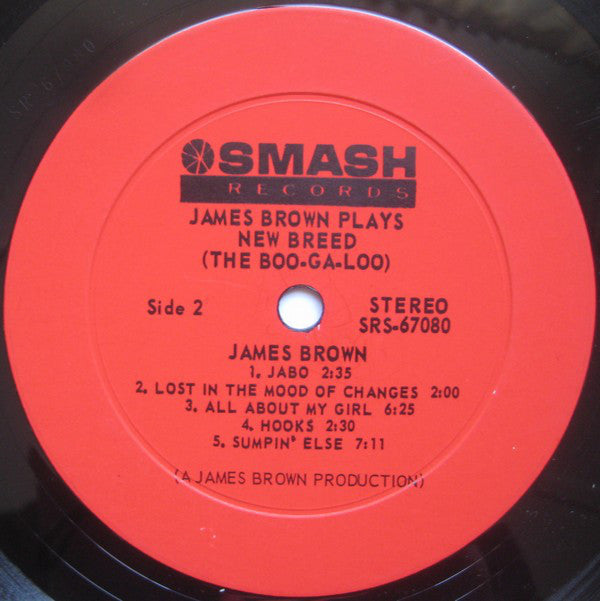 SMASH
RECORDS
JAMES BROWN PLAYS
NEW BREED
(THE BOO-GA-LOO)
Side 2
STEREO
SRS-67080
JAMES BROWN
1. JABO 2:35
2. LOST IN THE MOOD OF CHANGES 2:00
3. ALL ABOUT MY GIRL 6:25
4. HOOKS 2:30
5. SUMPIN' ELSE 7:11
(A JAMES BROWN PRODUCTION)